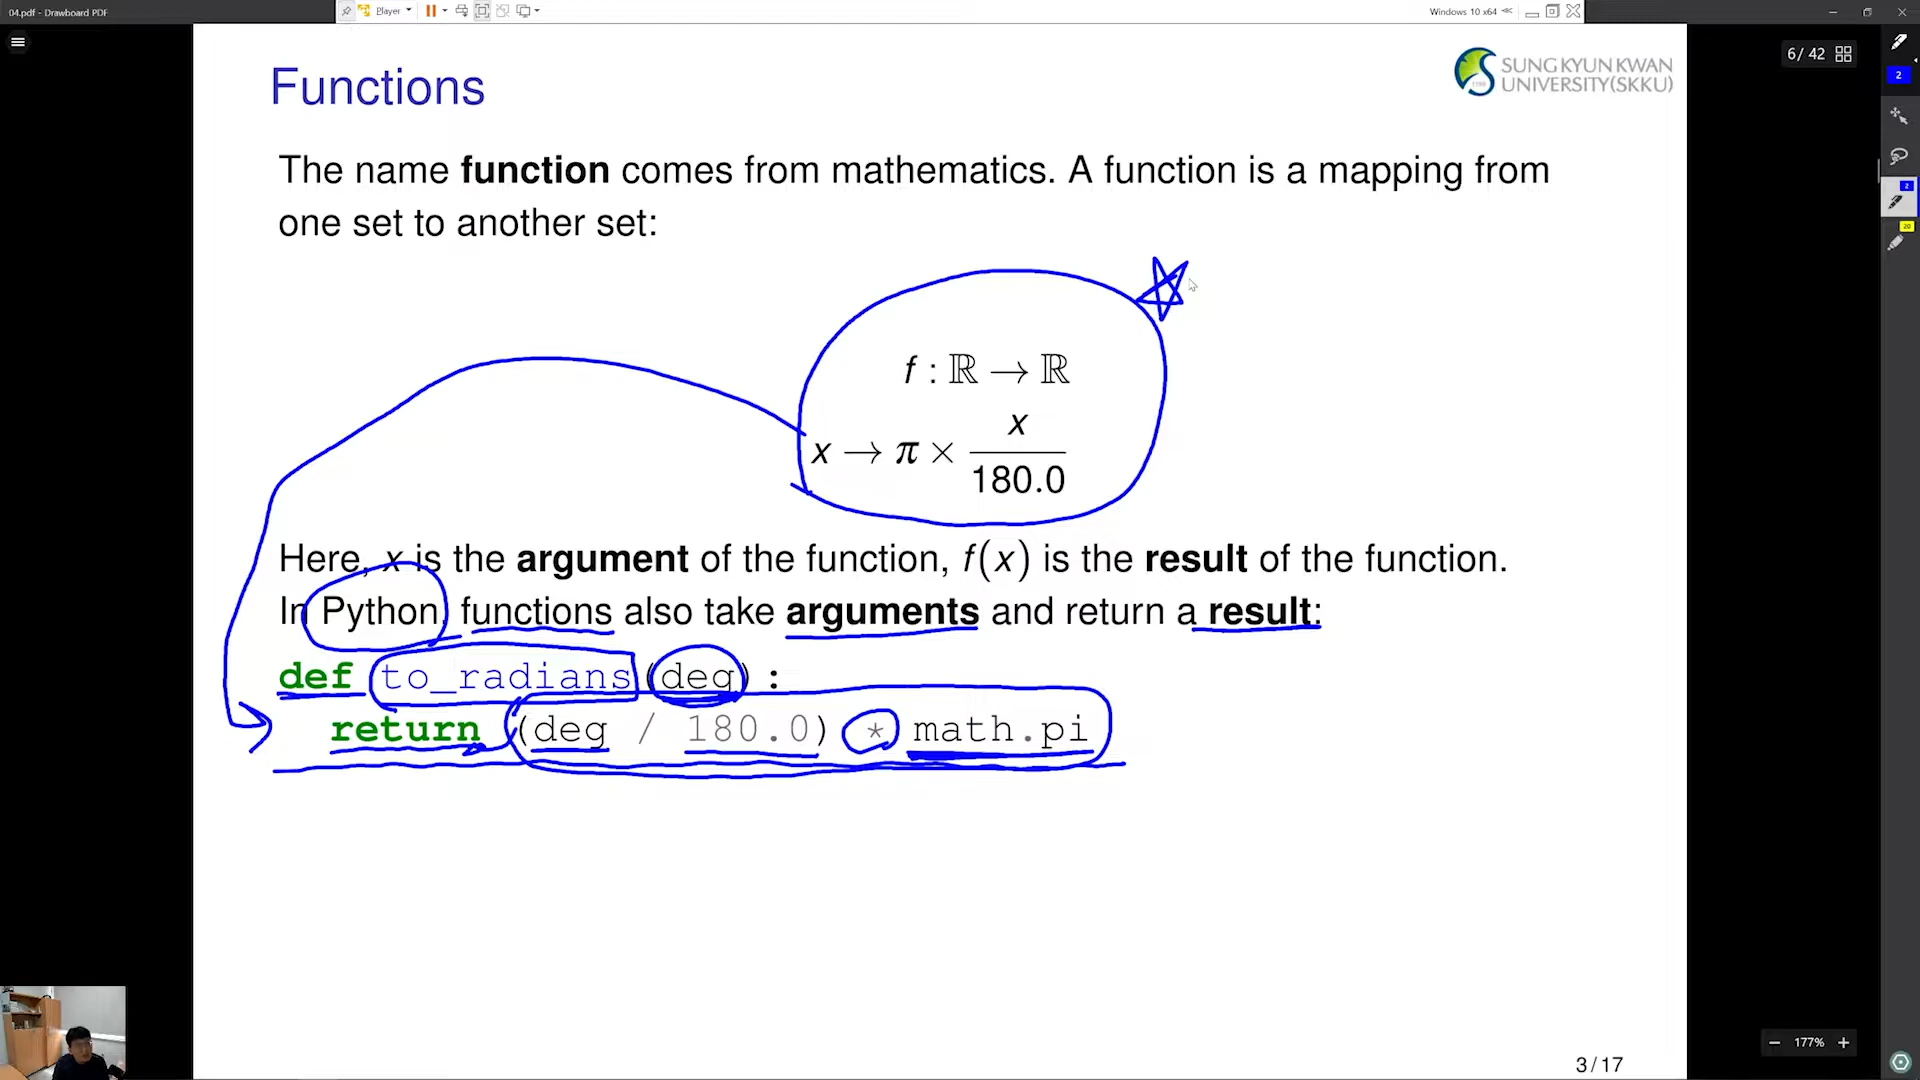 04.pdf - Drawboard PDF
Player
Windows 10 x64
6 / 42
2
Functions
SUNG KYUN KWAN
UNIVERSITY(SKKU)
The name function comes from mathematics. A function is a mapping from
one set to another set:
2
20
f : ℝ → ℝ
x → π × x / 180.0
Here, x is the argument of the function, f(x) is the result of the function.
In Python, functions also take arguments and return a result:
def to_radians(deg):
return (deg / 180.0) * math.pi
177%
3 / 17